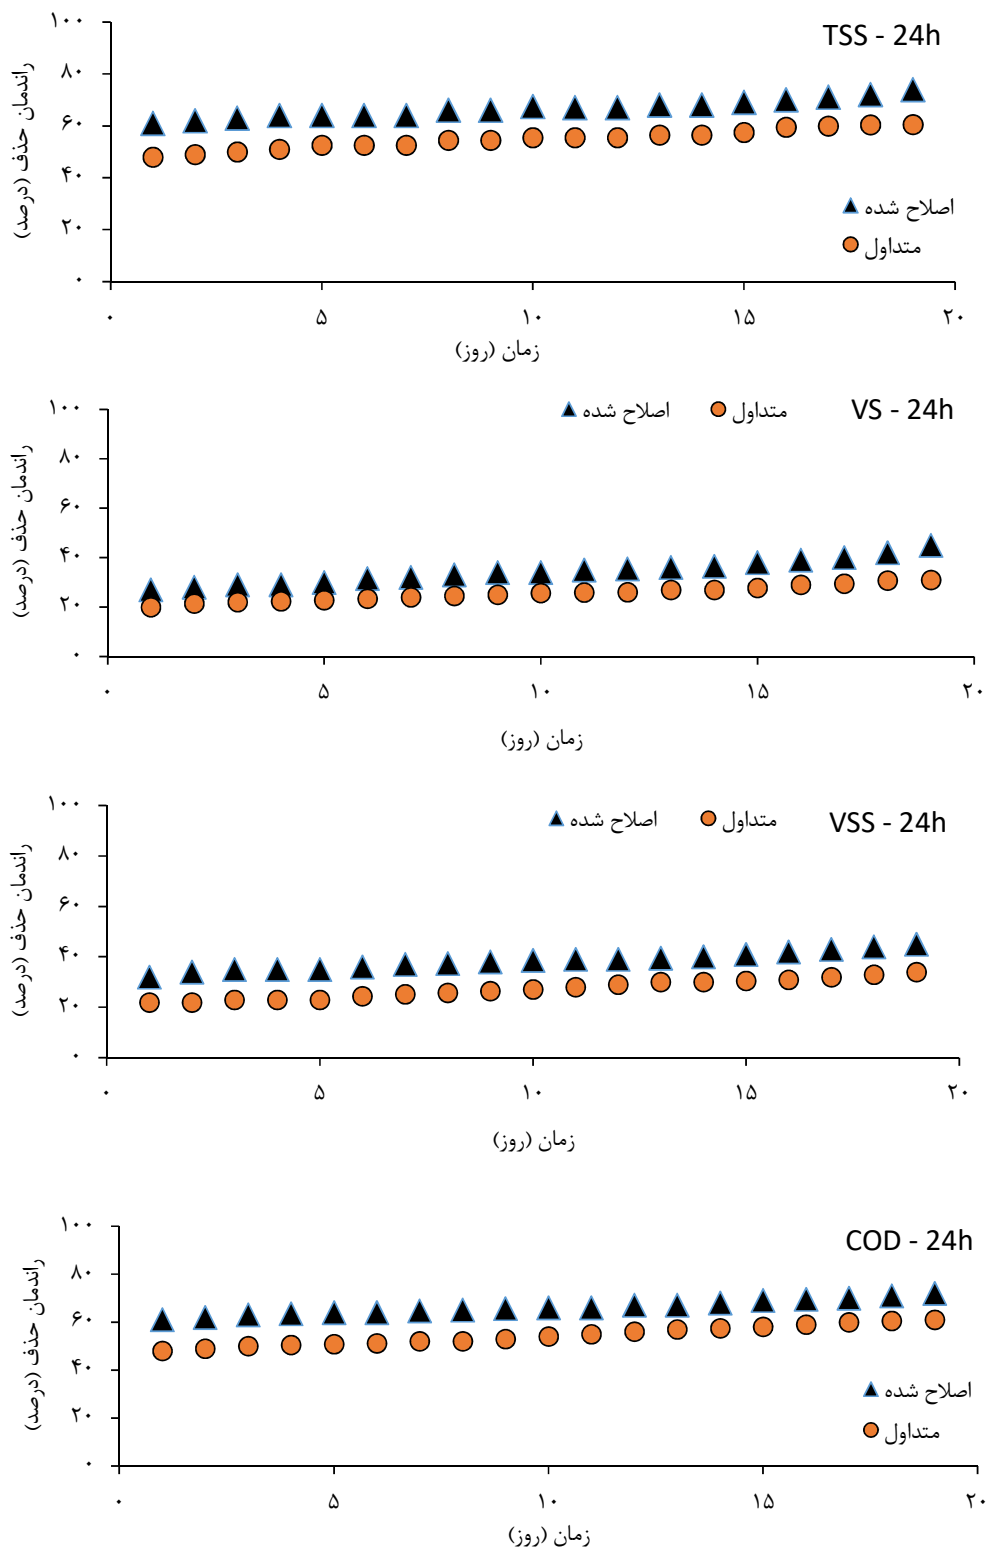 TSS - 24h
راندمان حذف (درصد)
۱۰۰
۸۰
۶۰
۴۰
۲۰
۰
اصلاح شده
متداول
۰ ۵ ۱۰ ۱۵ ۲۰
زمان (روز)
VS - 24h
اصلاح شده متداول
راندمان حذف (درصد)
۱۰۰
۸۰
۶۰
۴۰
۲۰
۰
۰ ۵ ۱۰ ۱۵ ۲۰
زمان (روز)
VSS - 24h
اصلاح شده متداول
راندمان حذف (درصد)
۱۰۰
۸۰
۶۰
۴۰
۲۰
۰
۰ ۵ ۱۰ ۱۵ ۲۰
زمان (روز)
COD - 24h
راندمان حذف (درصد)
۱۰۰
۸۰
۶۰
۴۰
۲۰
۰
اصلاح شده
متداول
۰ ۵ ۱۰ ۱۵ ۲۰
زمان (روز)